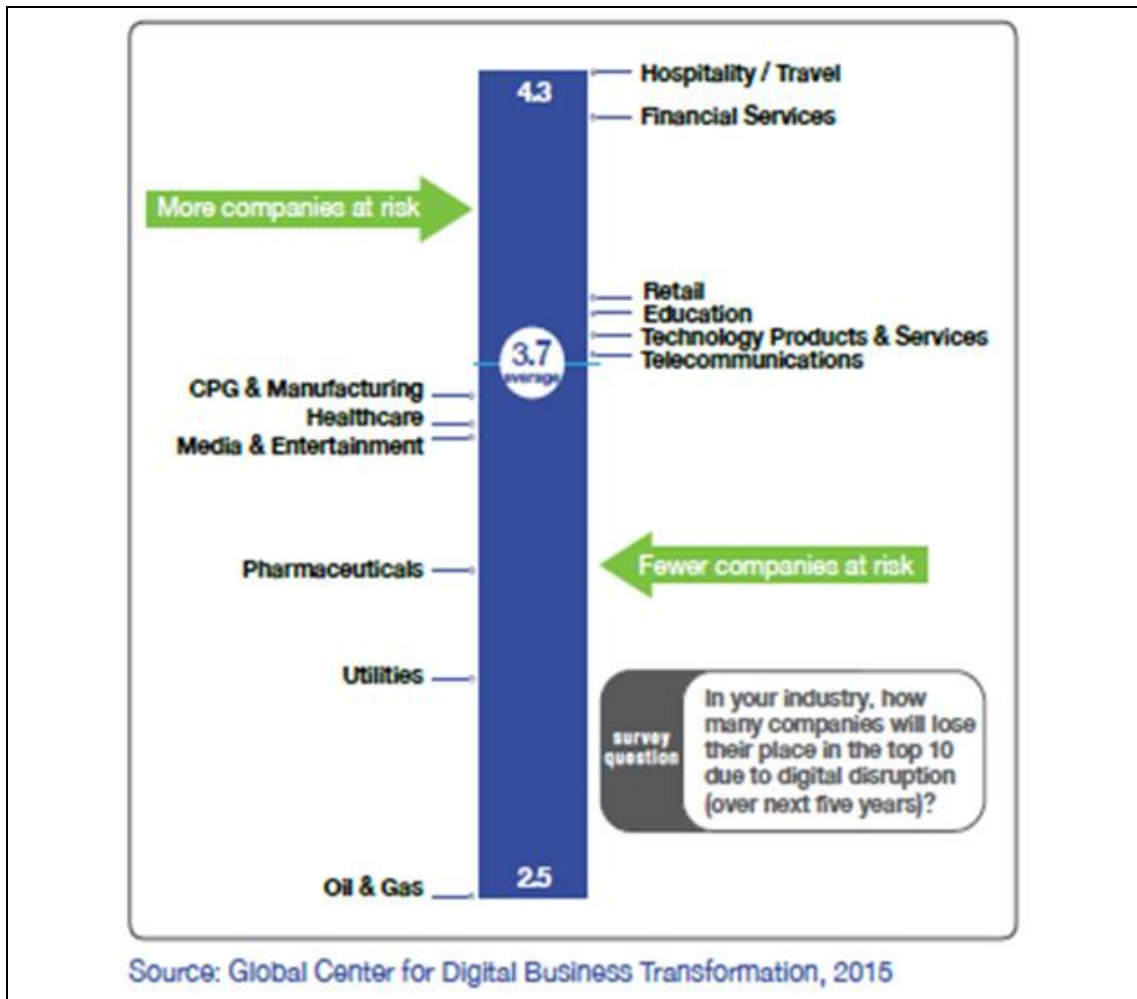 4.3
Hospitality / Travel
Financial Services
More companies at risk
Retail
Education
Technology Products & Services
Telecommunications
3.7
average
CPG & Manufacturing
Healthcare
Media & Entertainment
Pharmaceuticals
Fewer companies at risk
Utilities
survey
question
In your industry, how
many companies will lose
their place in the top 10
due to digital disruption
(over next five years)?
2.5
Oil & Gas
Source: Global Center for Digital Business Transformation, 2015